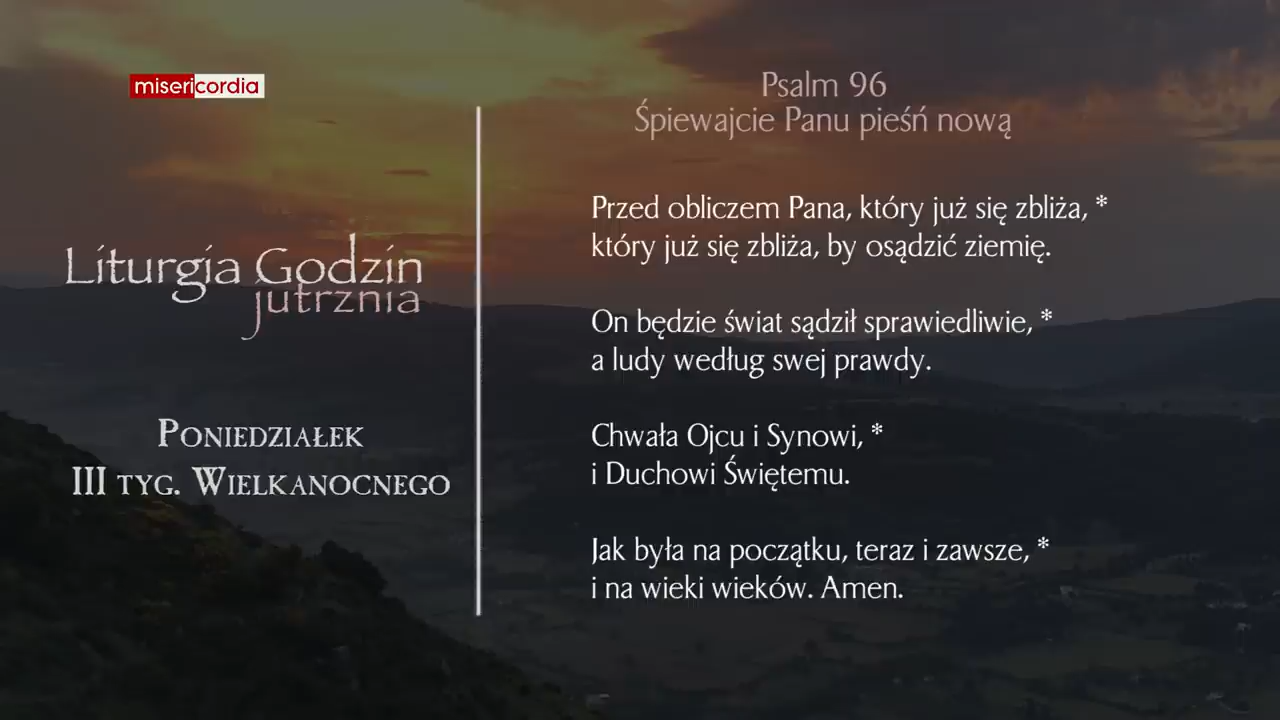 misericordia
Liturgia Godzin
jutrznia
Poniedziałek
III tyg. Wielkanocnego
Psalm 96
Śpiewajcie Panu pieśń nową
Przed obliczem Pana, który już się zbliża, *
który już się zbliża, by osądzić ziemię.
On będzie świat sądził sprawiedliwie, *
a ludy według swej prawdy.
Chwała Ojcu i Synowi, *
i Duchowi Świętemu.
Jak była na początku, teraz i zawsze, *
i na wieki wieków. Amen.